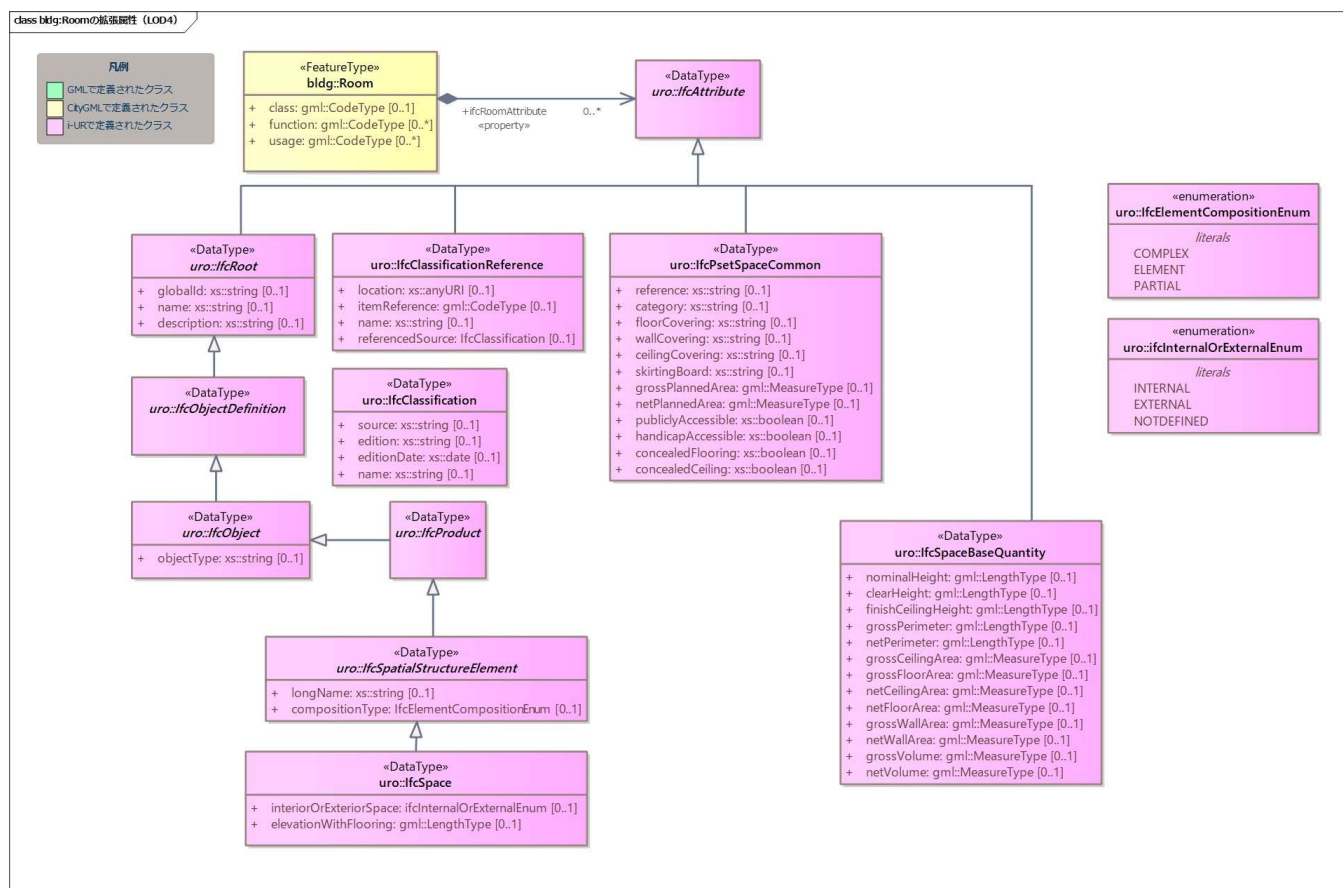 class bldg:Roomの拡張属性（LOD4）
凡例
GMLで定義されたクラス
CityGMLで定義されたクラス
i-URで定義されたクラス
«FeatureType»
bldg::Room
+ class: gml::CodeType [0..1]
+ function: gml::CodeType [0..*]
+ usage: gml::CodeType [0..*]
+ifcRoomAttribute 0..*
«property»
«DataType»
uro::IfcAttribute
«DataType»
uro::IfcRoot
+ globalId: xs::string [0..1]
+ name: xs::string [0..1]
+ description: xs::string [0..1]
«DataType»
uro::IfcClassificationReference
+ location: xs::anyURI [0..1]
+ itemReference: gml::CodeType [0..1]
+ name: xs::string [0..1]
+ referencedSource: IfcClassification [0..1]
«DataType»
uro::IfcPsetSpaceCommon
+ reference: xs::string [0..1]
+ category: xs::string [0..1]
+ floorCovering: xs::string [0..1]
+ wallCovering: xs::string [0..1]
+ ceilingCovering: xs::string [0..1]
+ skirtingBoard: xs::string [0..1]
+ grossPlannedArea: gml::MeasureType [0..1]
+ netPlannedArea: gml::MeasureType [0..1]
+ publiclyAccessible: xs::boolean [0..1]
+ handicapAccessible: xs::boolean [0..1]
+ concealedFlooring: xs::boolean [0..1]
+ concealedCeiling: xs::boolean [0..1]
«enumeration»
uro::IfcElementCompositionEnum
literals
COMPLEX
ELEMENT
PARTIAL
«enumeration»
uro::ifcInternalOrExternalEnum
literals
INTERNAL
EXTERNAL
NOTDEFINED
«DataType»
uro::IfcObjectDefinition
«DataType»
uro::IfcClassification
+ source: xs::string [0..1]
+ edition: xs::string [0..1]
+ editionDate: xs::date [0..1]
+ name: xs::string [0..1]
«DataType»
uro::IfcObject
+ objectType: xs::string [0..1]
«DataType»
uro::IfcProduct
«DataType»
uro::IfcSpaceBaseQuantity
+ nominalHeight: gml::LengthType [0..1]
+ clearHeight: gml::LengthType [0..1]
+ finishCeilingHeight: gml::LengthType [0..1]
+ grossPerimeter: gml::LengthType [0..1]
+ netPerimeter: gml::LengthType [0..1]
+ grossCeilingArea: gml::MeasureType [0..1]
+ grossFloorArea: gml::MeasureType [0..1]
+ netCeilingArea: gml::MeasureType [0..1]
+ netFloorArea: gml::MeasureType [0..1]
+ grossWallArea: gml::MeasureType [0..1]
+ netWallArea: gml::MeasureType [0..1]
+ grossVolume: gml::MeasureType [0..1]
+ netVolume: gml::MeasureType [0..1]
«DataType»
uro::IfcSpatialStructureElement
+ longName: xs::string [0..1]
+ compositionType: IfcElementCompositionEnum [0..1]
«DataType»
uro::IfcSpace
+ interiorOrExteriorSpace: ifcInternalOrExternalEnum [0..1]
+ elevationWithFlooring: gml::LengthType [0..1]